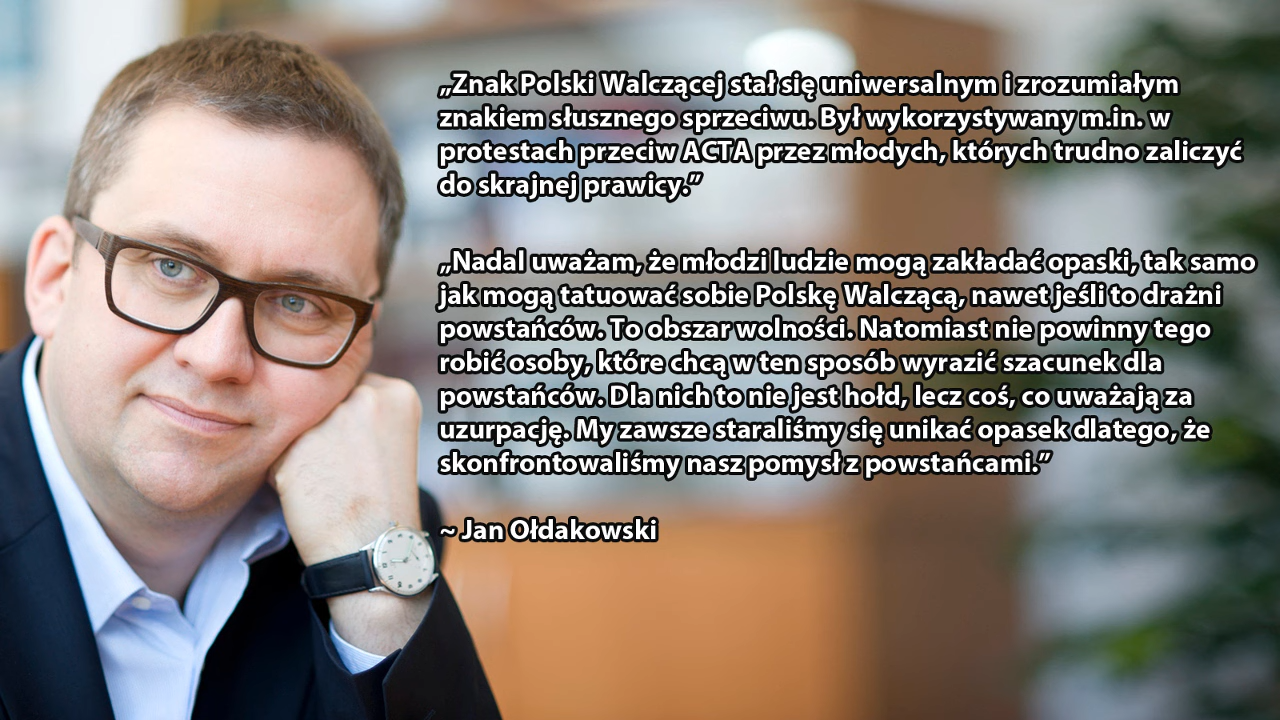 „Znak Polski Walczącej stał się uniwersalnym i zrozumiałym
znakiem słusznego sprzeciwu. Był wykorzystywany m.in. w
protestach przeciw ACTA przez młodych, których trudno zaliczyć
do skrajnej prawicy.”
„Nadal uważam, że młodzi ludzie mogą zakładać opaski, tak samo
jak mogą tatuować sobie Polskę Walczącą, nawet jeśli to drażni
powstańców. To obszar wolności. Natomiast nie powinny tego
robić osoby, które chcą w ten sposób wyrazić szacunek dla
powstańców. Dla nich to nie jest hołd, lecz coś, co uważają za
uzurpację. My zawsze staraliśmy się unikać opasek dlatego, że
skonfrontowaliśmy nasz pomysł z powstańcami.”
~ Jan Ołdakowski